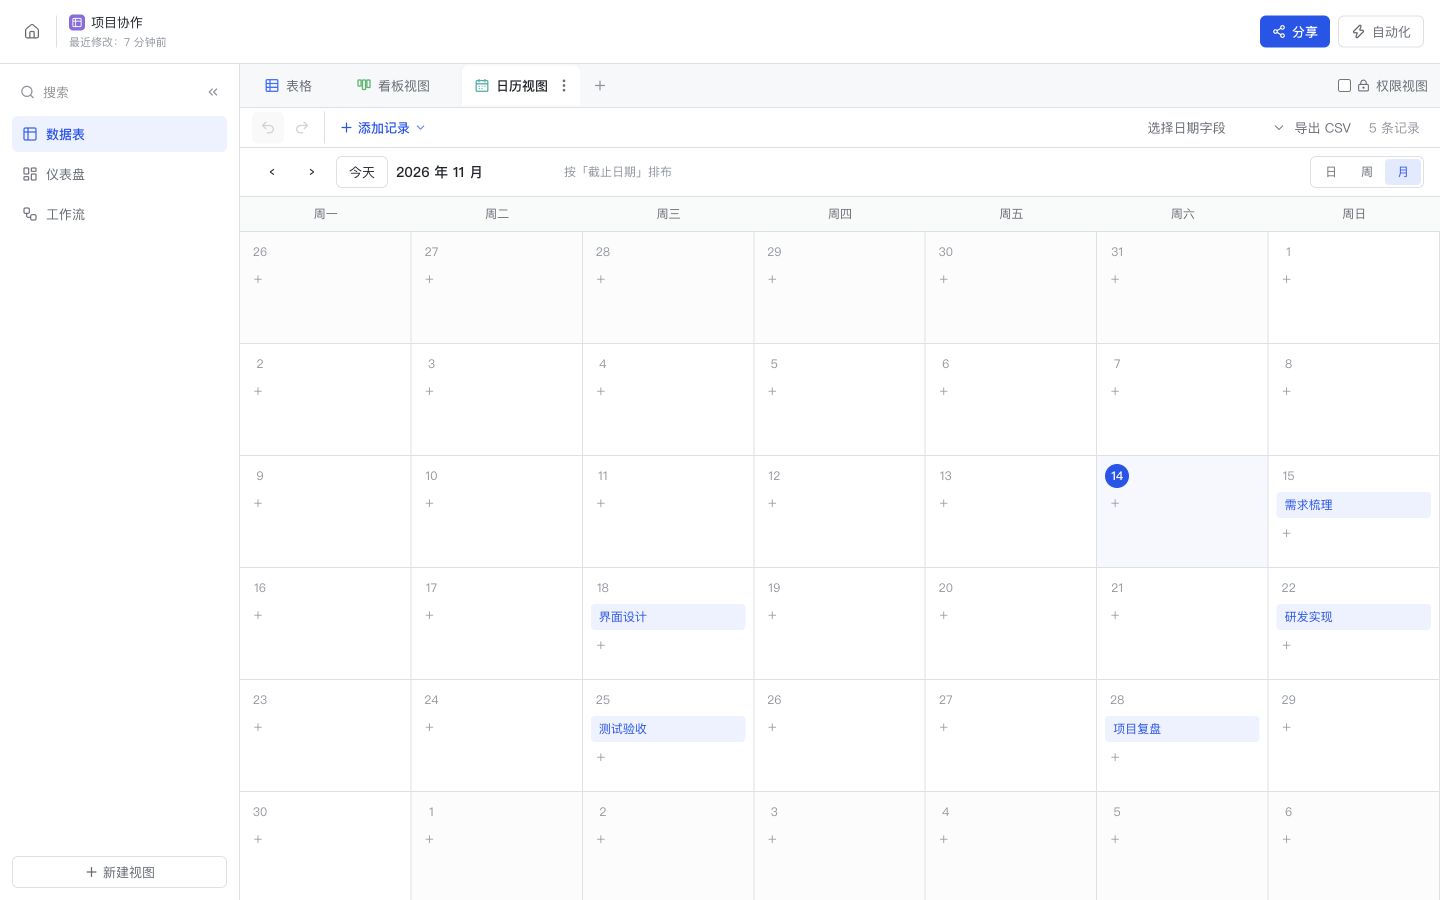 项目协作
最近修改：7 分钟前
分享
自动化
搜索
数据表
仪表盘
工作流
新建视图
表格
看板视图
日历视图
权限视图
添加记录
选择日期字段
导出 CSV
5 条记录
今天
2026 年 11 月
按「截止日期」排布
日 周 月
周一 周二 周三 周四 周五 周六 周日
26 27 28 29 30 31 1
+ + + + + + +
2 3 4 5 6 7 8
+ + + + + + +
9 10 11 12 13 14 15
需求梳理
+ + + + + + +
16 17 18 19 20 21 22
界面设计 研发实现
+ + + + + + +
23 24 25 26 27 28 29
测试验收 项目复盘
+ + + + + + +
30 1 2 3 4 5 6
+ + + + + + +